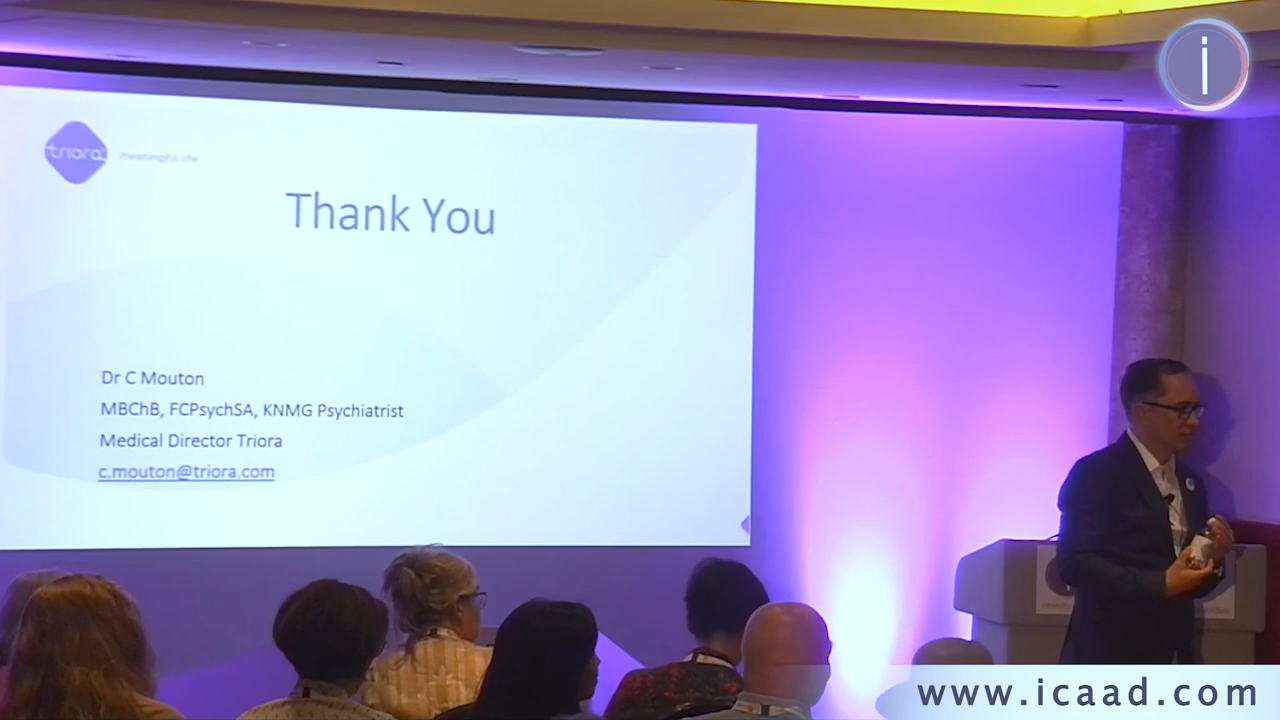 i
triora
meaningful life
Thank You
Dr C Mouton
MBChB, FCPsychSA, KNMG Psychiatrist
Medical Director Triora
c.mouton@triora.com
www.icaad.com